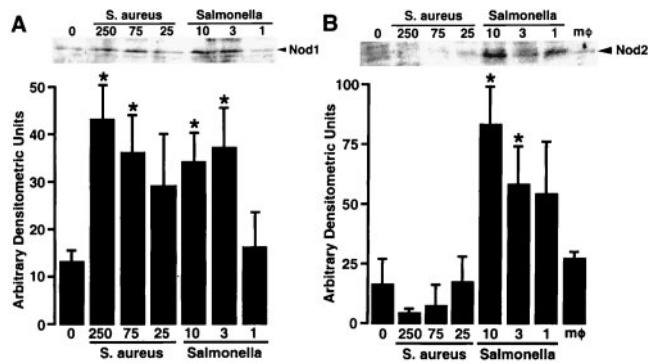 A
S. aureus Salmonella
0 250 75 25 10 3 1
Nod1
Arbitrary Densitometric Units
50
40
30
20
10
0
* * * *
0 250 75 25 10 3 1
S. aureus Salmonella
B
S. aureus Salmonella
0 250 75 25 10 3 1 mφ
Nod2
Arbitrary Densitometric Units
100
75
50
25
0
* *
0 250 75 25 10 3 1 mφ
S. aureus Salmonella